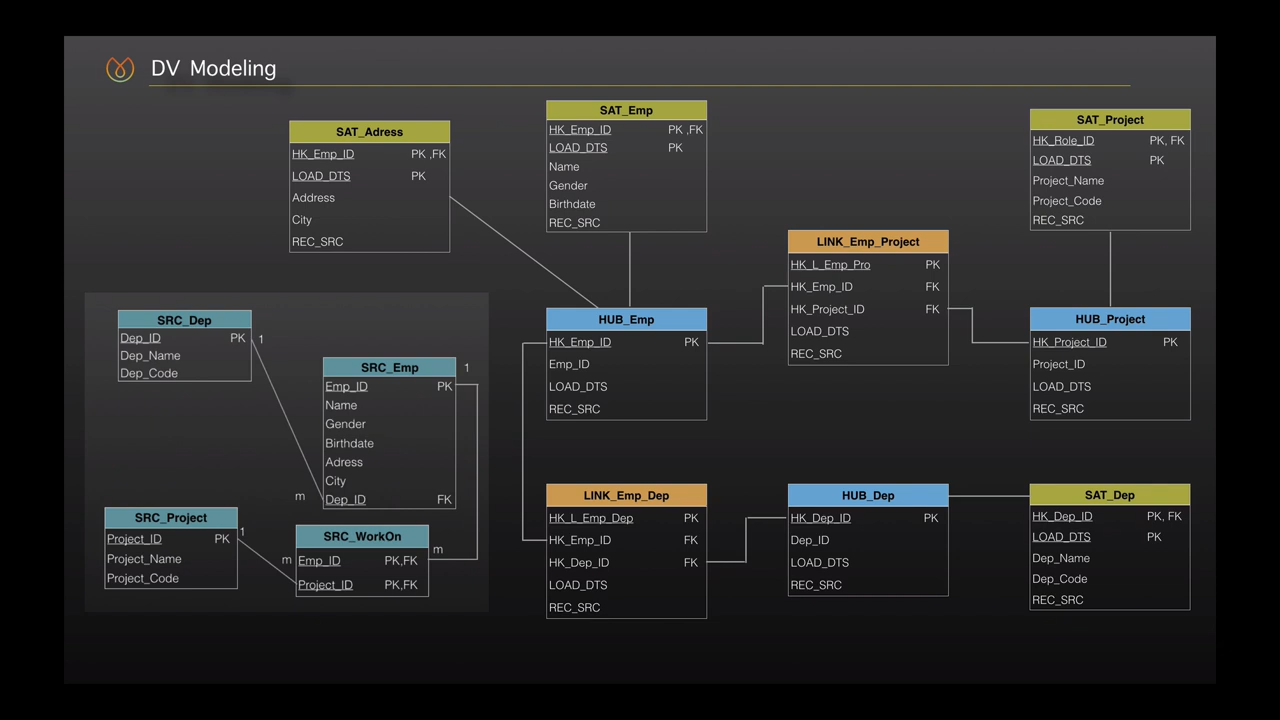 DV Modeling
SAT_Adress
HK_Emp_ID PK ,FK
LOAD_DTS PK
Address
City
REC_SRC
SAT_Emp
HK_Emp_ID PK ,FK
LOAD_DTS PK
Name
Gender
Birthdate
REC_SRC
SAT_Project
HK_Role_ID PK, FK
LOAD_DTS PK
Project_Name
Project_Code
REC_SRC
LINK_Emp_Project
HK_L_Emp_Pro PK
HK_Emp_ID FK
HK_Project_ID FK
LOAD_DTS
REC_SRC
HUB_Emp
HK_Emp_ID PK
Emp_ID
LOAD_DTS
REC_SRC
HUB_Project
HK_Project_ID PK
Project_ID
LOAD_DTS
REC_SRC
SRC_Dep
Dep_ID PK 1
Dep_Name
Dep_Code
SRC_Emp 1
Emp_ID PK
Name
Gender
Birthdate
Adress
City
m Dep_ID FK
SRC_Project
Project_ID PK 1
Project_Name
Project_Code
SRC_WorkOn m
m Emp_ID PK,FK
Project_ID PK,FK
LINK_Emp_Dep
HK_L_Emp_Dep PK
HK_Emp_ID FK
HK_Dep_ID FK
LOAD_DTS
REC_SRC
HUB_Dep
HK_Dep_ID PK
Dep_ID
LOAD_DTS
REC_SRC
SAT_Dep
HK_Dep_ID PK, FK
LOAD_DTS PK
Dep_Name
Dep_Code
REC_SRC